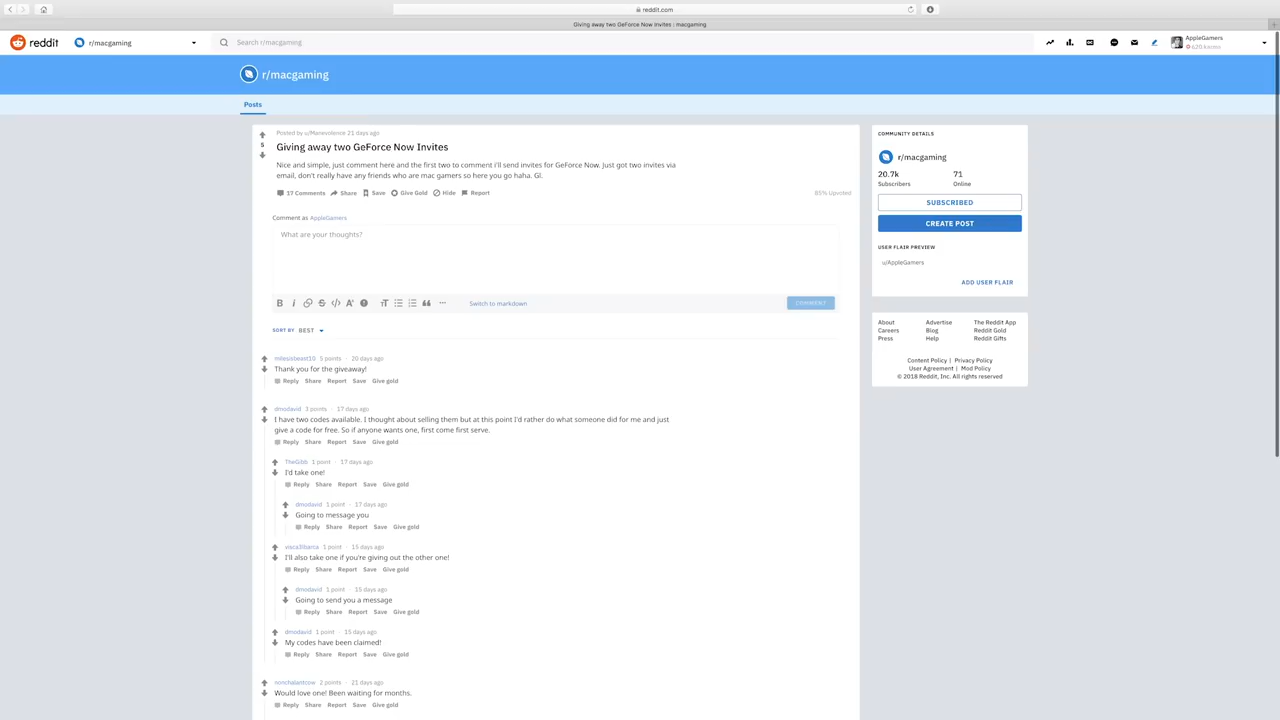 reddit.com
Giving away two GeForce Now Invites : macgaming
reddit
r/macgaming
Search r/macgaming
AppleGamers
620 karma
r/macgaming
Posts
Posted by u/Manevolence 21 days ago
5
Giving away two GeForce Now Invites
Nice and simple, just comment here and the first two to comment i'll send invites for GeForce Now. Just got two invites via
email, don't really have any friends who are mac gamers so here you go haha. Gl.
17 Comments Share Save Give Gold Hide Report
85% Upvoted
Comment as AppleGamers
What are your thoughts?
Switch to markdown
COMMENT
SORT BY BEST
5 points · 20 days ago
Thank you for the giveaway!
Reply Share Report Save Give gold
dmodavid 3 points · 17 days ago
I have two codes available. I thought about selling them but at this point I'd rather do what someone did for me and just
give a code for free. So if anyone wants one, first come first serve.
Reply Share Report Save Give gold
TheGibb 1 point · 17 days ago
I'd take one!
Reply Share Report Save Give gold
dmodavid 1 point · 17 days ago
Going to message you
Reply Share Report Save Give gold
1 point · 15 days ago
I'll also take one if you're giving out the other one!
Reply Share Report Save Give gold
dmodavid 1 point · 15 days ago
Going to send you a message
Reply Share Report Save Give gold
dmodavid 1 point · 15 days ago
My codes have been claimed!
Reply Share Report Save Give gold
nonchalantcow 2 points · 21 days ago
Would love one! Been waiting for months.
Reply Share Report Save Give gold
COMMUNITY DETAILS
r/macgaming
20.7k 71
Subscribers Online
SUBSCRIBED
CREATE POST
USER FLAIR PREVIEW
u/AppleGamers
ADD USER FLAIR
About Advertise The Reddit App
Careers Blog Reddit Gold
Press Help Reddit Gifts
Content Policy | Privacy Policy
User Agreement | Mod Policy
© 2018 Reddit, Inc. All rights reserved